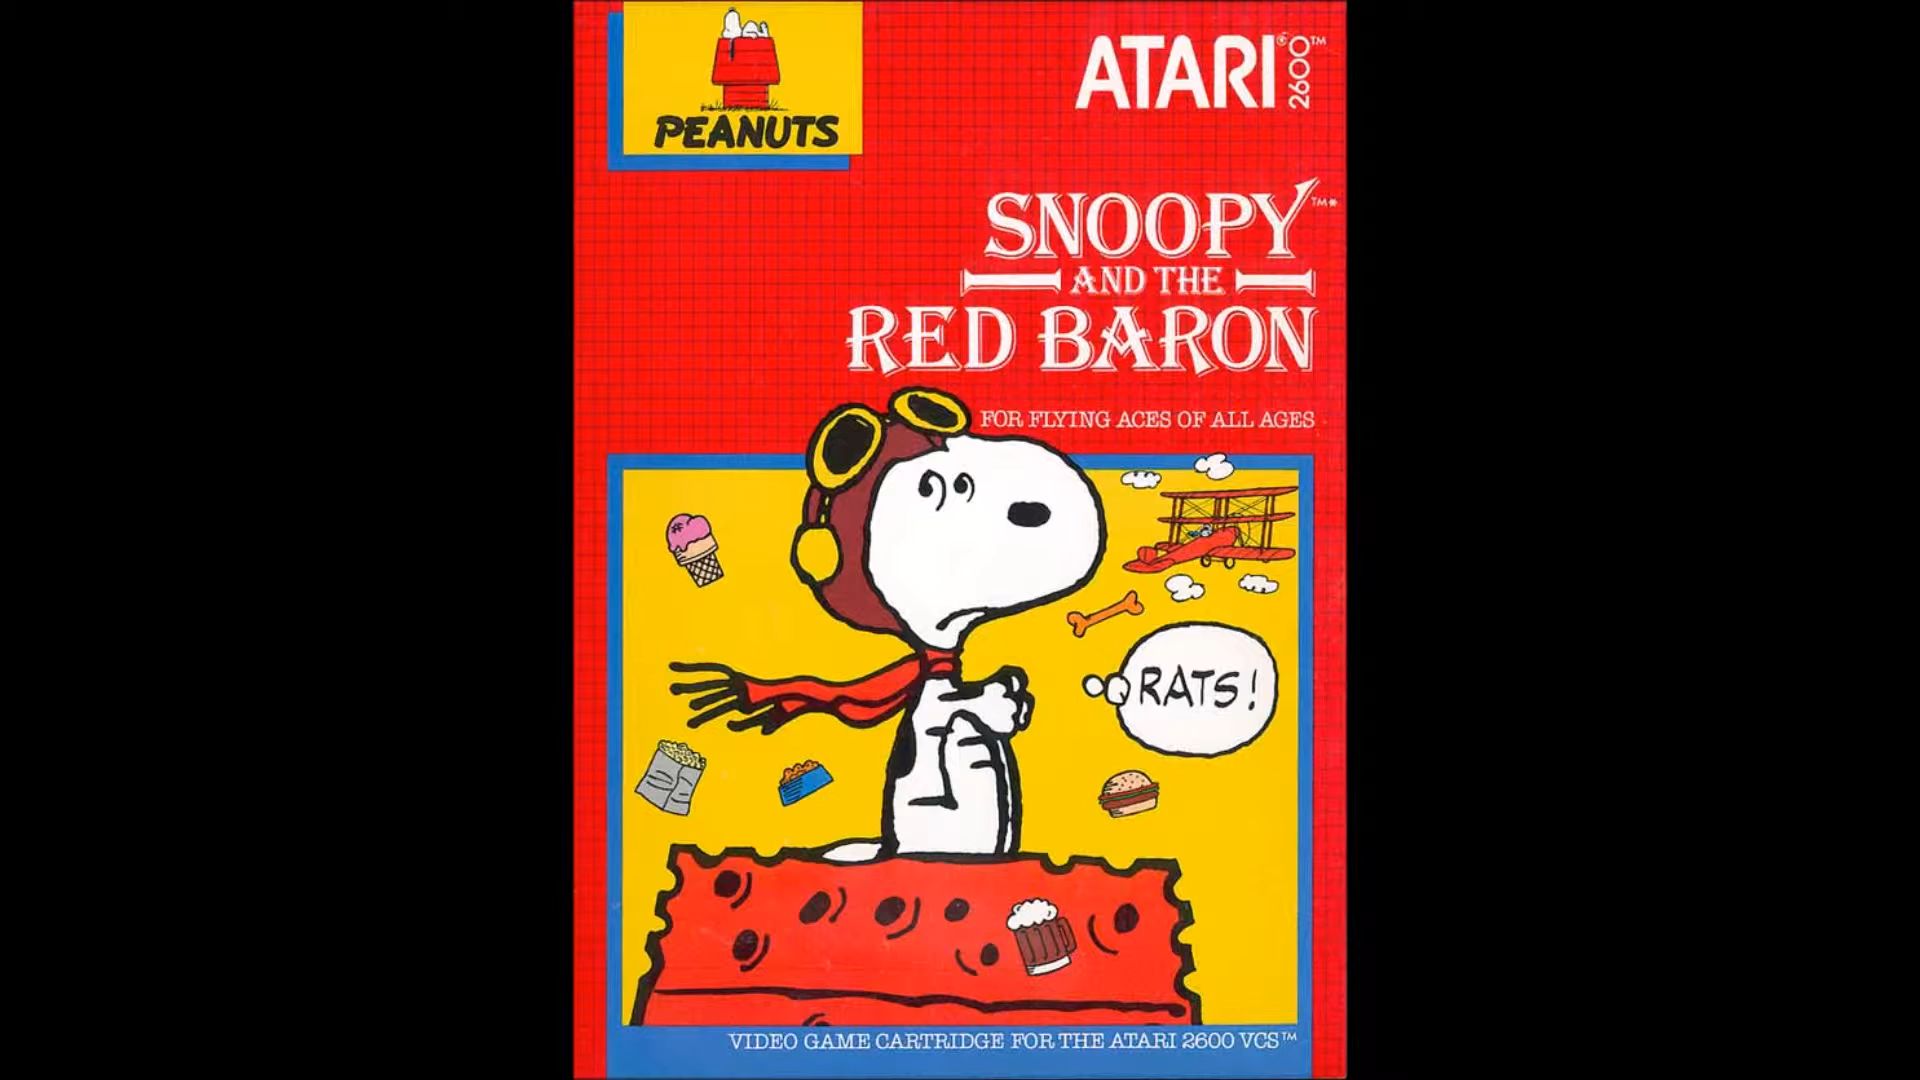 PEANUTS
ATARI® 2600™
SNOOPY™*
AND THE
RED BARON
FOR FLYING ACES OF ALL AGES
RATS!
VIDEO GAME CARTRIDGE FOR THE ATARI 2600 VCS™